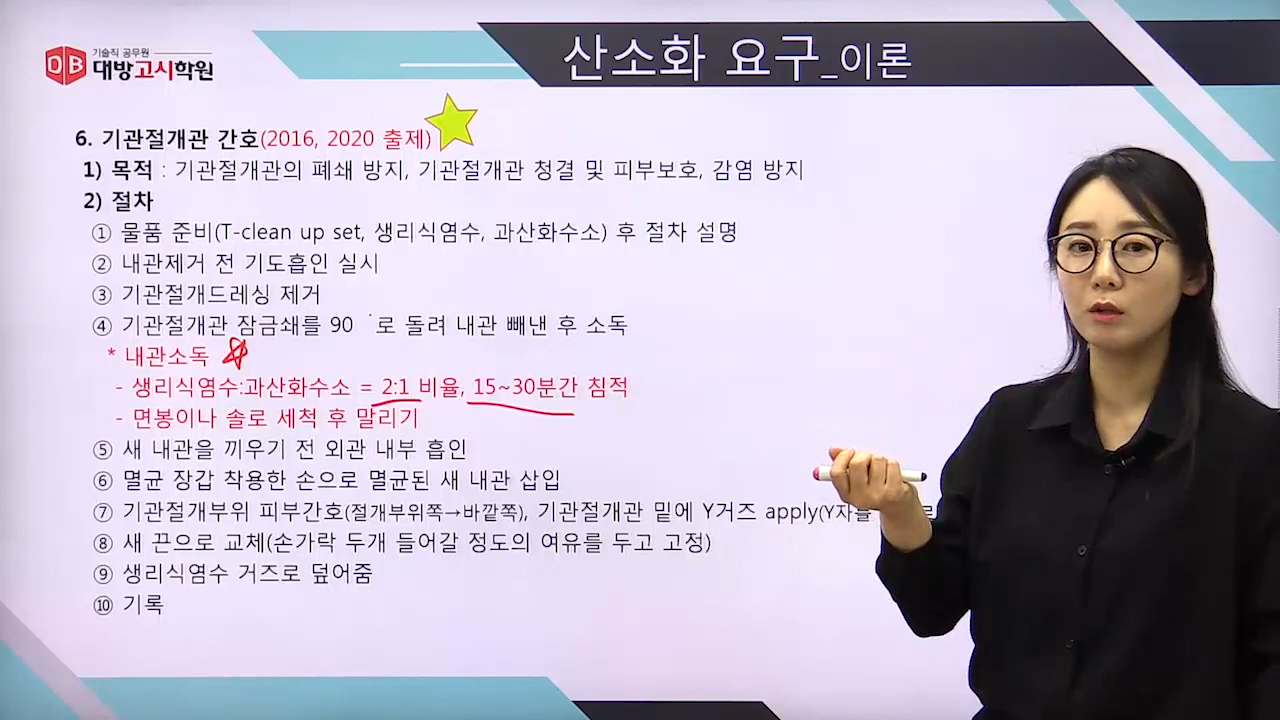 기술직 공무원
DB 대방고시학원
산소화 요구_이론
6. 기관절개관 간호(2016, 2020 출제)
1) 목적 : 기관절개관의 폐쇄 방지, 기관절개관 청결 및 피부보호, 감염 방지
2) 절차
① 물품 준비(T-clean up set, 생리식염수, 과산화수소) 후 절차 설명
② 내관제거 전 기도흡인 실시
③ 기관절개드레싱 제거
④ 기관절개관 잠금쇄를 90 ˙로 돌려 내관 빼낸 후 소독
* 내관소독
- 생리식염수:과산화수소 = 2:1 비율, 15~30분간 침적
- 면봉이나 솔로 세척 후 말리기
⑤ 새 내관을 끼우기 전 외관 내부 흡인
⑥ 멸균 장갑 착용한 손으로 멸균된 새 내관 삽입
⑦ 기관절개부위 피부간호(절개부위쪽→바깥쪽), 기관절개관 밑에 Y거즈 apply(Y자를
⑧ 새 끈으로 교체(손가락 두개 들어갈 정도의 여유를 두고 고정)
⑨ 생리식염수 거즈로 덮어줌
⑩ 기록